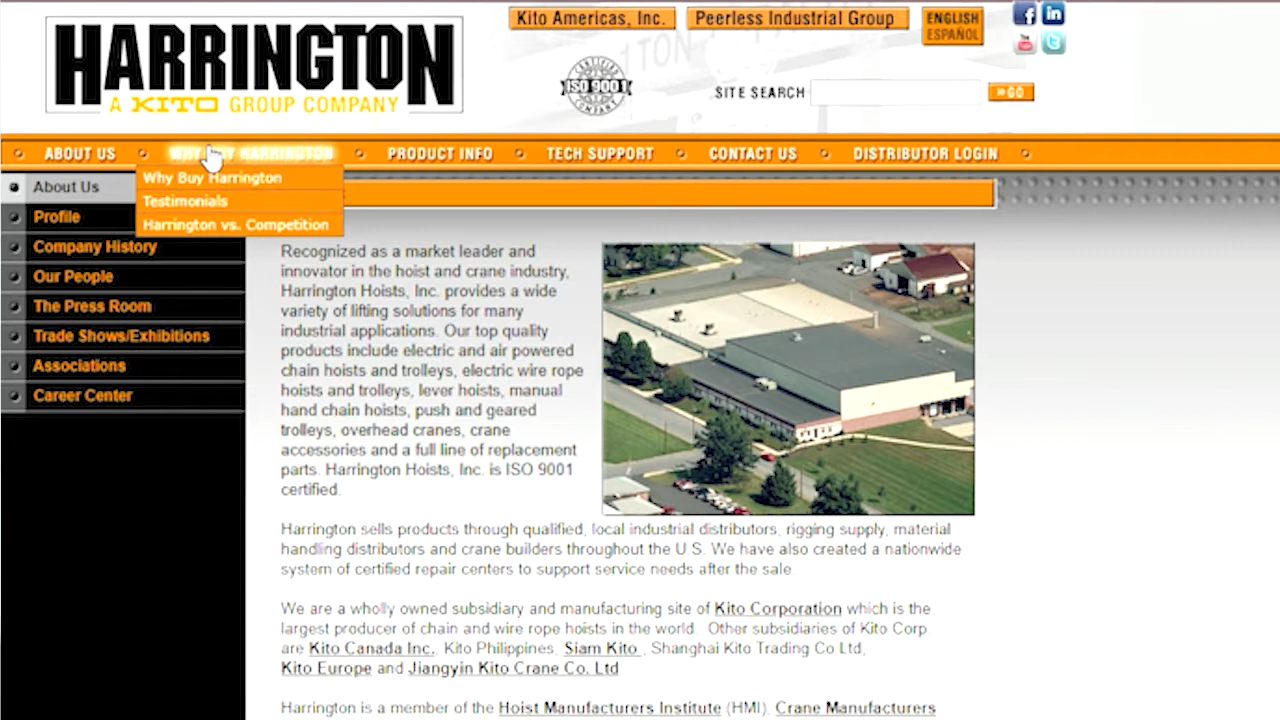 HARRINGTON
A KITO GROUP COMPANY
Kito Americas, Inc.
Peerless Industrial Group
ENGLISH
ESPAÑOL
CERTIFIED
ISO 9001
COMPANY
SITE SEARCH
»GO
You
Tube
ABOUT US
WHY BUY HARRINGTON
PRODUCT INFO
TECH SUPPORT
CONTACT US
DISTRIBUTOR LOGIN
Why Buy Harrington
Testimonials
Harrington vs. Competition
About Us
Profile
Company History
Our People
The Press Room
Trade Shows/Exhibitions
Associations
Career Center
Recognized as a market leader and
innovator in the hoist and crane industry,
Harrington Hoists, Inc. provides a wide
variety of lifting solutions for many
industrial applications. Our top quality
products include electric and air powered
chain hoists and trolleys, electric wire rope
hoists and trolleys, lever hoists, manual
hand chain hoists, push and geared
trolleys, overhead cranes, crane
accessories and a full line of replacement
parts. Harrington Hoists, Inc. is ISO 9001
certified.
Harrington sells products through qualified, local industrial distributors, rigging supply, material
handling distributors and crane builders throughout the U.S. We have also created a nationwide
system of certified repair centers to support service needs after the sale.
We are a wholly owned subsidiary and manufacturing site of Kito Corporation which is the
largest producer of chain and wire rope hoists in the world. Other subsidiaries of Kito Corp
are Kito Canada Inc., Kito Philippines, Siam Kito , Shanghai Kito Trading Co Ltd,
Kito Europe and Jiangyin Kito Crane Co. Ltd
Harrington is a member of the Hoist Manufacturers Institute (HMI), Crane Manufacturers